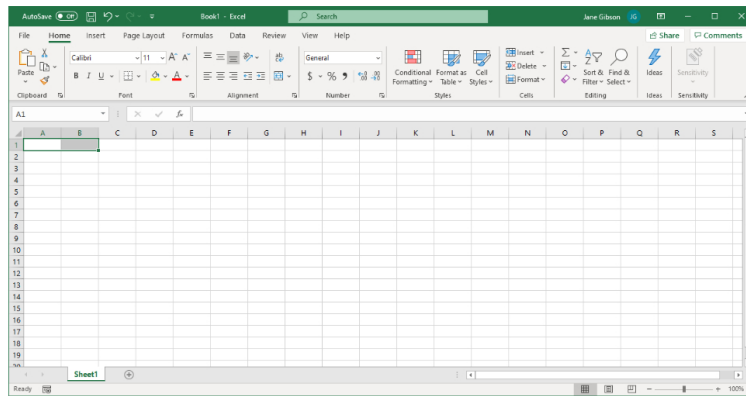 AutoSave On Book1 - Excel Search Jane Gibson JG
File Home Insert Page Layout Formulas Data Review View Help Share Comments
Paste Calibri 11 A A General Conditional Formatting Format as Table Cell Styles Insert Delete Format Sort & Filter Find & Select Ideas Sensitivity
B I U A $ % 9
Clipboard Font Alignment Number Styles Cells Editing Ideas Sensitivity
A1 fx
A B C D E F G H I J K L M N O P Q R S
1
2
3
4
5
6
7
8
9
10
11
12
13
14
15
16
17
18
19
20
Sheet1
Ready 100%